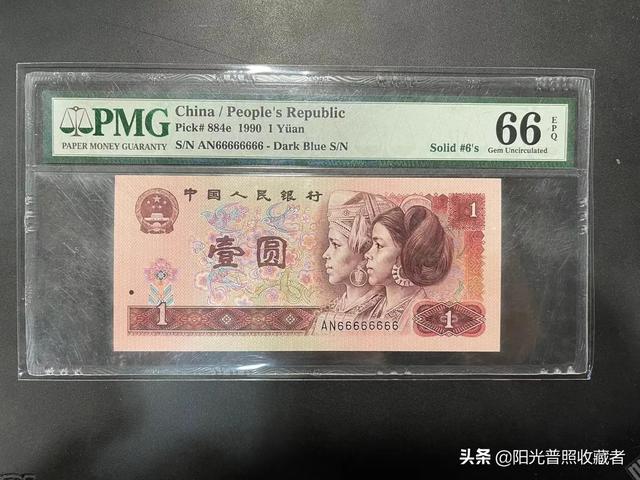 PMG
PAPER MONEY GUARANTY
China / People's Republic
Pick# 884e 1990 1 Yüan
S/N AN66666666 - Dark Blue S/N
Solid #6's
66 EPQ
Gem Uncirculated
中国人民银行
壹圆
1
1
AN66666666
1
头条 @阳光普照收藏者